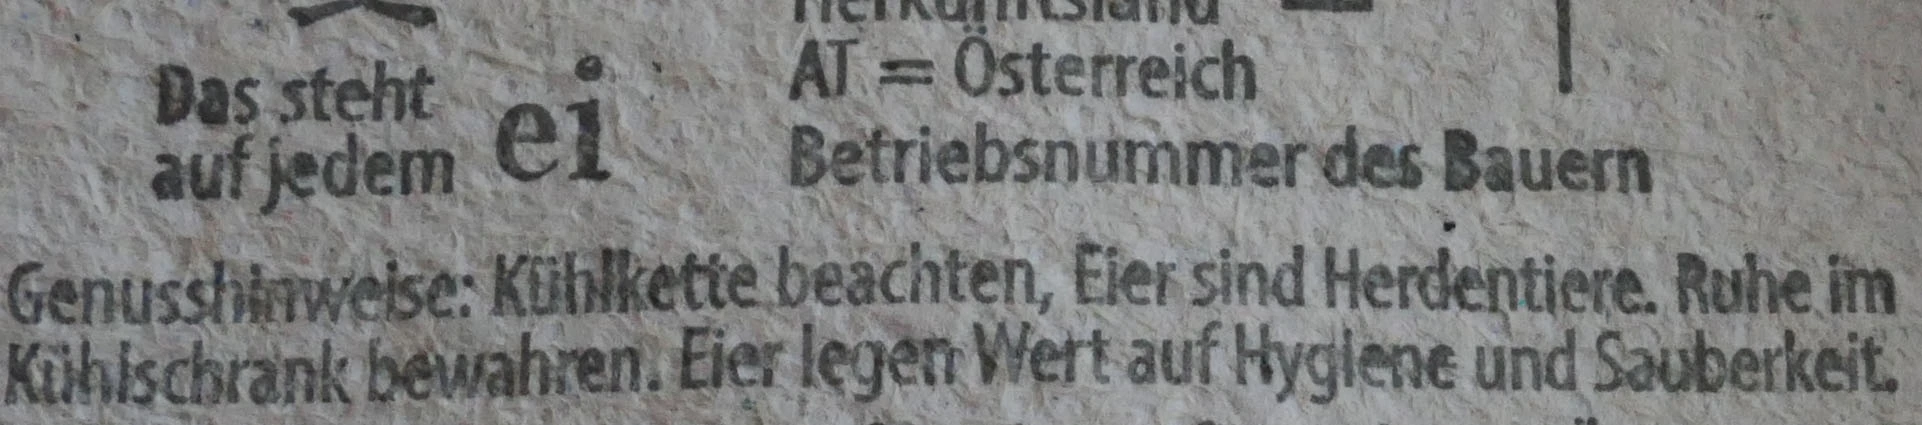 Herkunftsland
AT = Österreich
Das steht
auf jedem ei
Betriebsnummer des Bauern
Genusshinweise: Kühlkette beachten, Eier sind Herdentiere. Ruhe im
Kühlschrank bewahren. Eier legen Wert auf Hygiene und Sauberkeit.